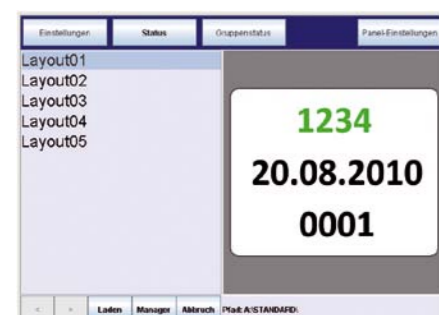 Einstellungen Status Gruppenstatus Panel-Einstellungen
Layout01
Layout02
Layout03
Layout04
Layout05
1234
20.08.2010
0001
< > Laden Manager Abbruch Pfad: A:\STANDARD\